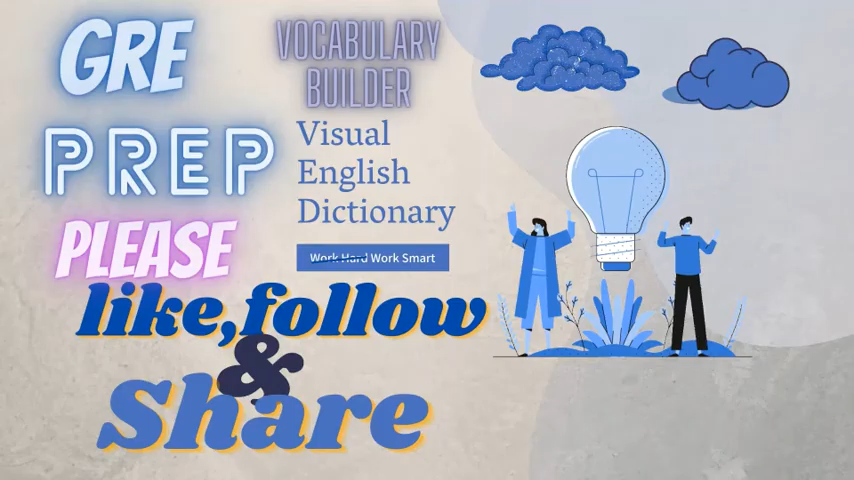 GRE
PREP
PLEASE
like,follow
&
Share
VOCABULARY
BUILDER
Visual
English
Dictionary
Work Hard Work Smart